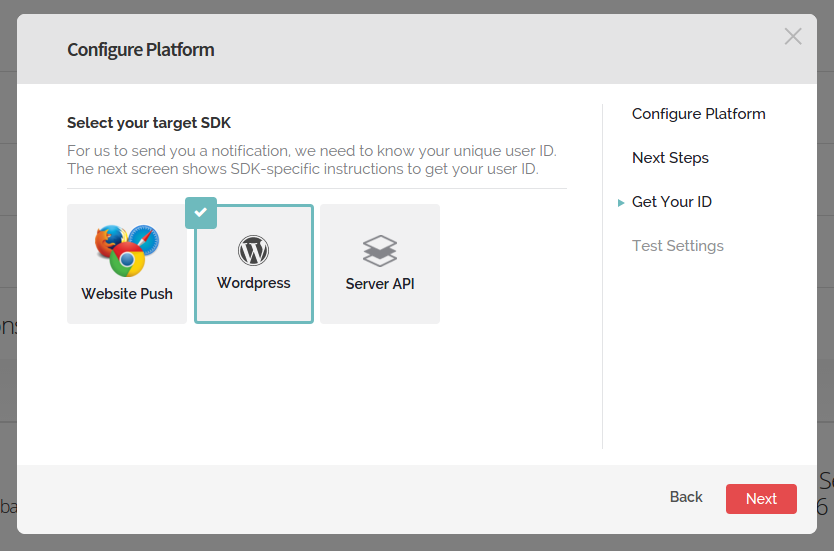 Configure Platform
Select your target SDK
For us to send you a notification, we need to know your unique user ID.
The next screen shows SDK-specific instructions to get your user ID.
Website Push
Wordpress
Server API
Configure Platform
Next Steps
Get Your ID
Test Settings
Back
Next